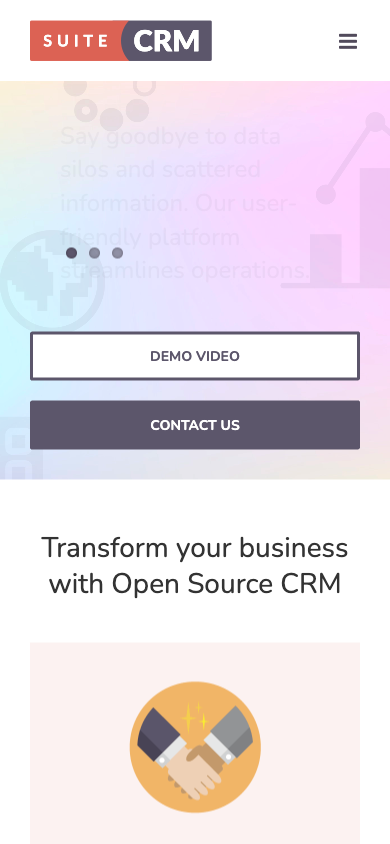 SUITE CRM
Say goodbye to data
silos and scattered
information. Our user-
friendly platform
streamlines operations.
DEMO VIDEO
CONTACT US
Transform your business
with Open Source CRM